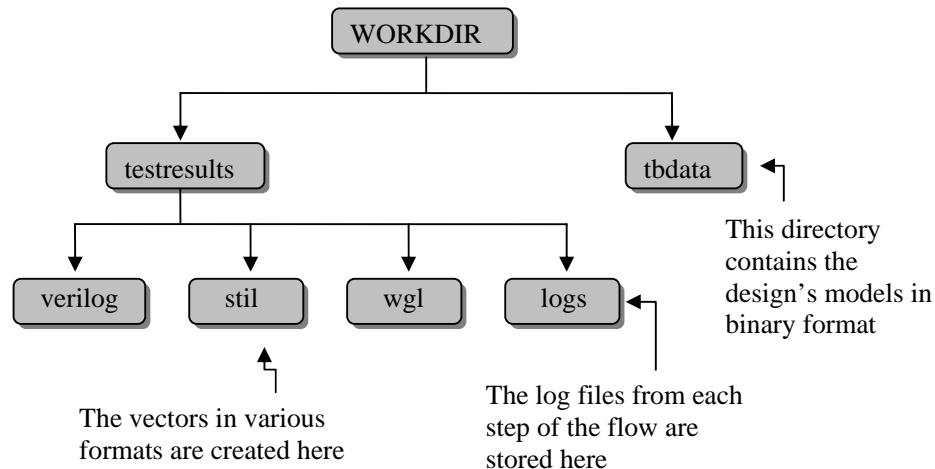 WORKDIR
testresults
tbdata
This directory
contains the
design’s models in
binary format
verilog
stil
wgl
logs
The vectors in various
formats are created here
The log files from each
step of the flow are
stored here